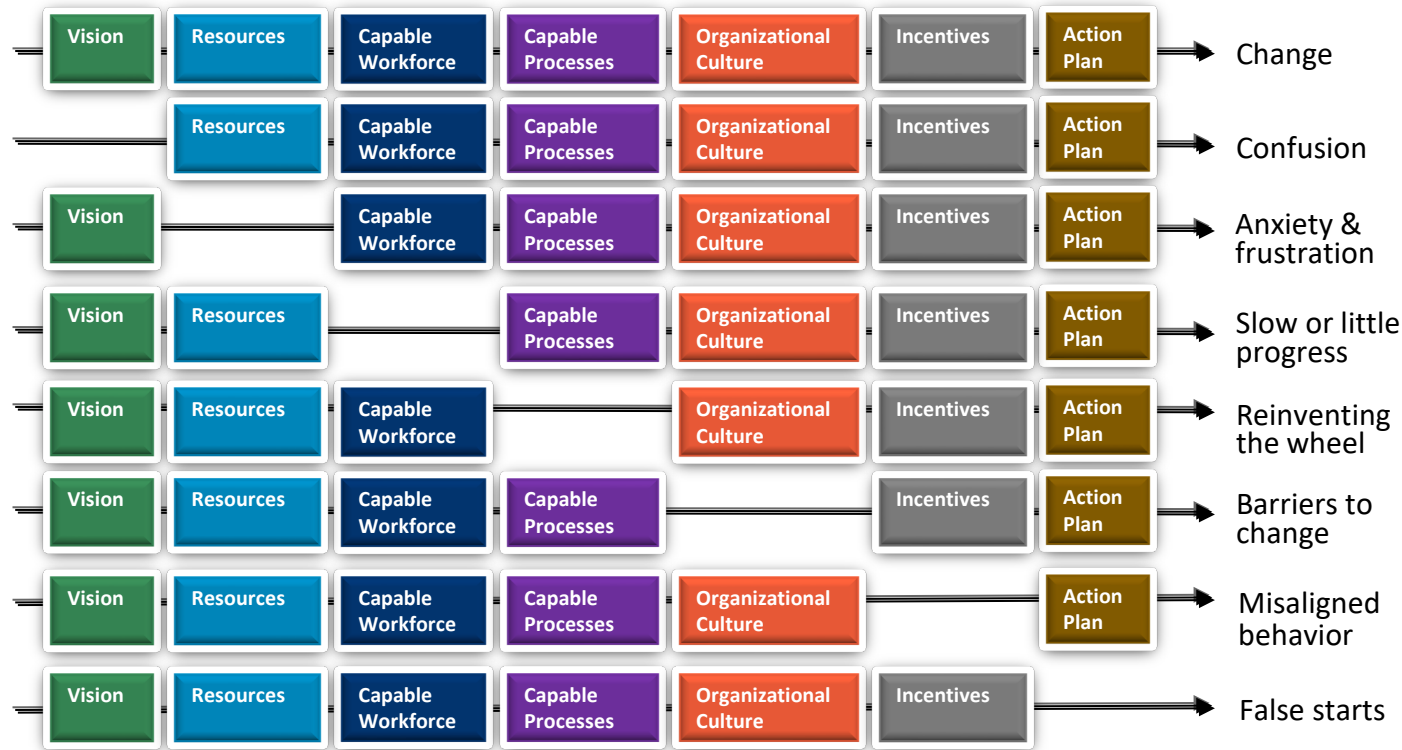 Vision
Resources
Capable
Workforce
Capable
Processes
Organizational
Culture
Incentives
Action
Plan
Change
Resources
Capable
Workforce
Capable
Processes
Organizational
Culture
Incentives
Action
Plan
Confusion
Vision
Capable
Workforce
Capable
Processes
Organizational
Culture
Incentives
Action
Plan
Anxiety &
frustration
Vision
Resources
Capable
Processes
Organizational
Culture
Incentives
Action
Plan
Slow or little
progress
Vision
Resources
Capable
Workforce
Organizational
Culture
Incentives
Action
Plan
Reinventing
the wheel
Vision
Resources
Capable
Workforce
Capable
Processes
Incentives
Action
Plan
Barriers to
change
Vision
Resources
Capable
Workforce
Capable
Processes
Organizational
Culture
Action
Plan
Misaligned
behavior
Vision
Resources
Capable
Workforce
Capable
Processes
Organizational
Culture
Incentives
False starts